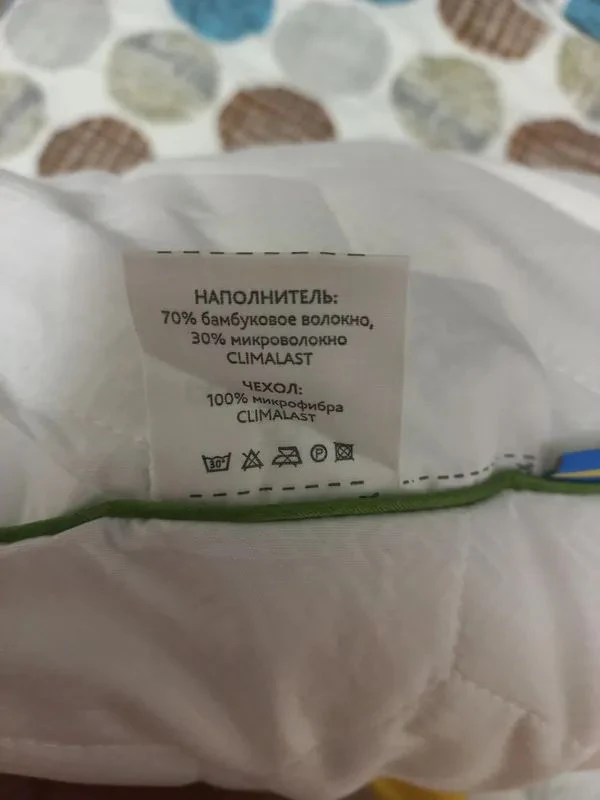 НАПОЛНИТЕЛЬ:
70% бамбуковое волокно,
30% микроволокно
CLIMALAST
ЧЕХОЛ:
100% микрофибра
CLIMALAST
30° P